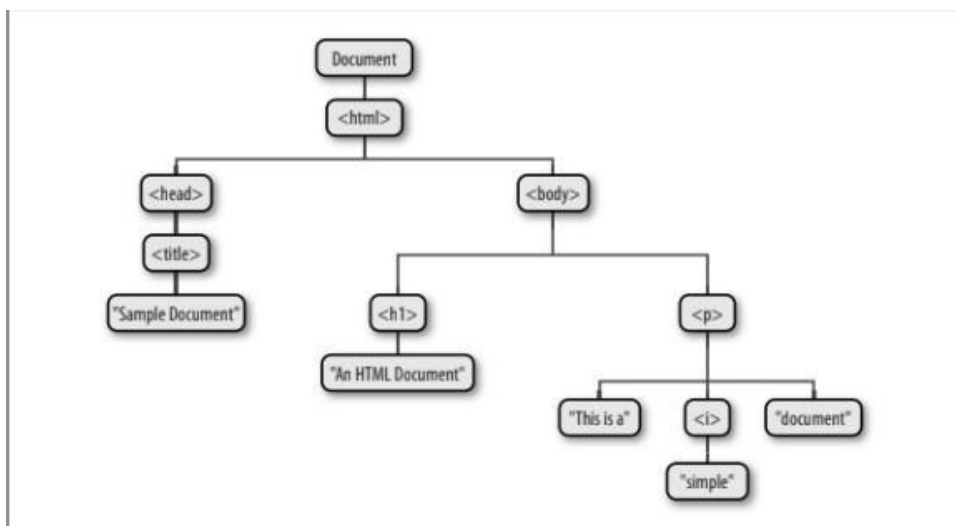 Document
<html>
<head>
<body>
<title>
"Sample Document"
<h1>
<p>
"An HTML Document"
"This is a"
<i>
"document"
"simple"